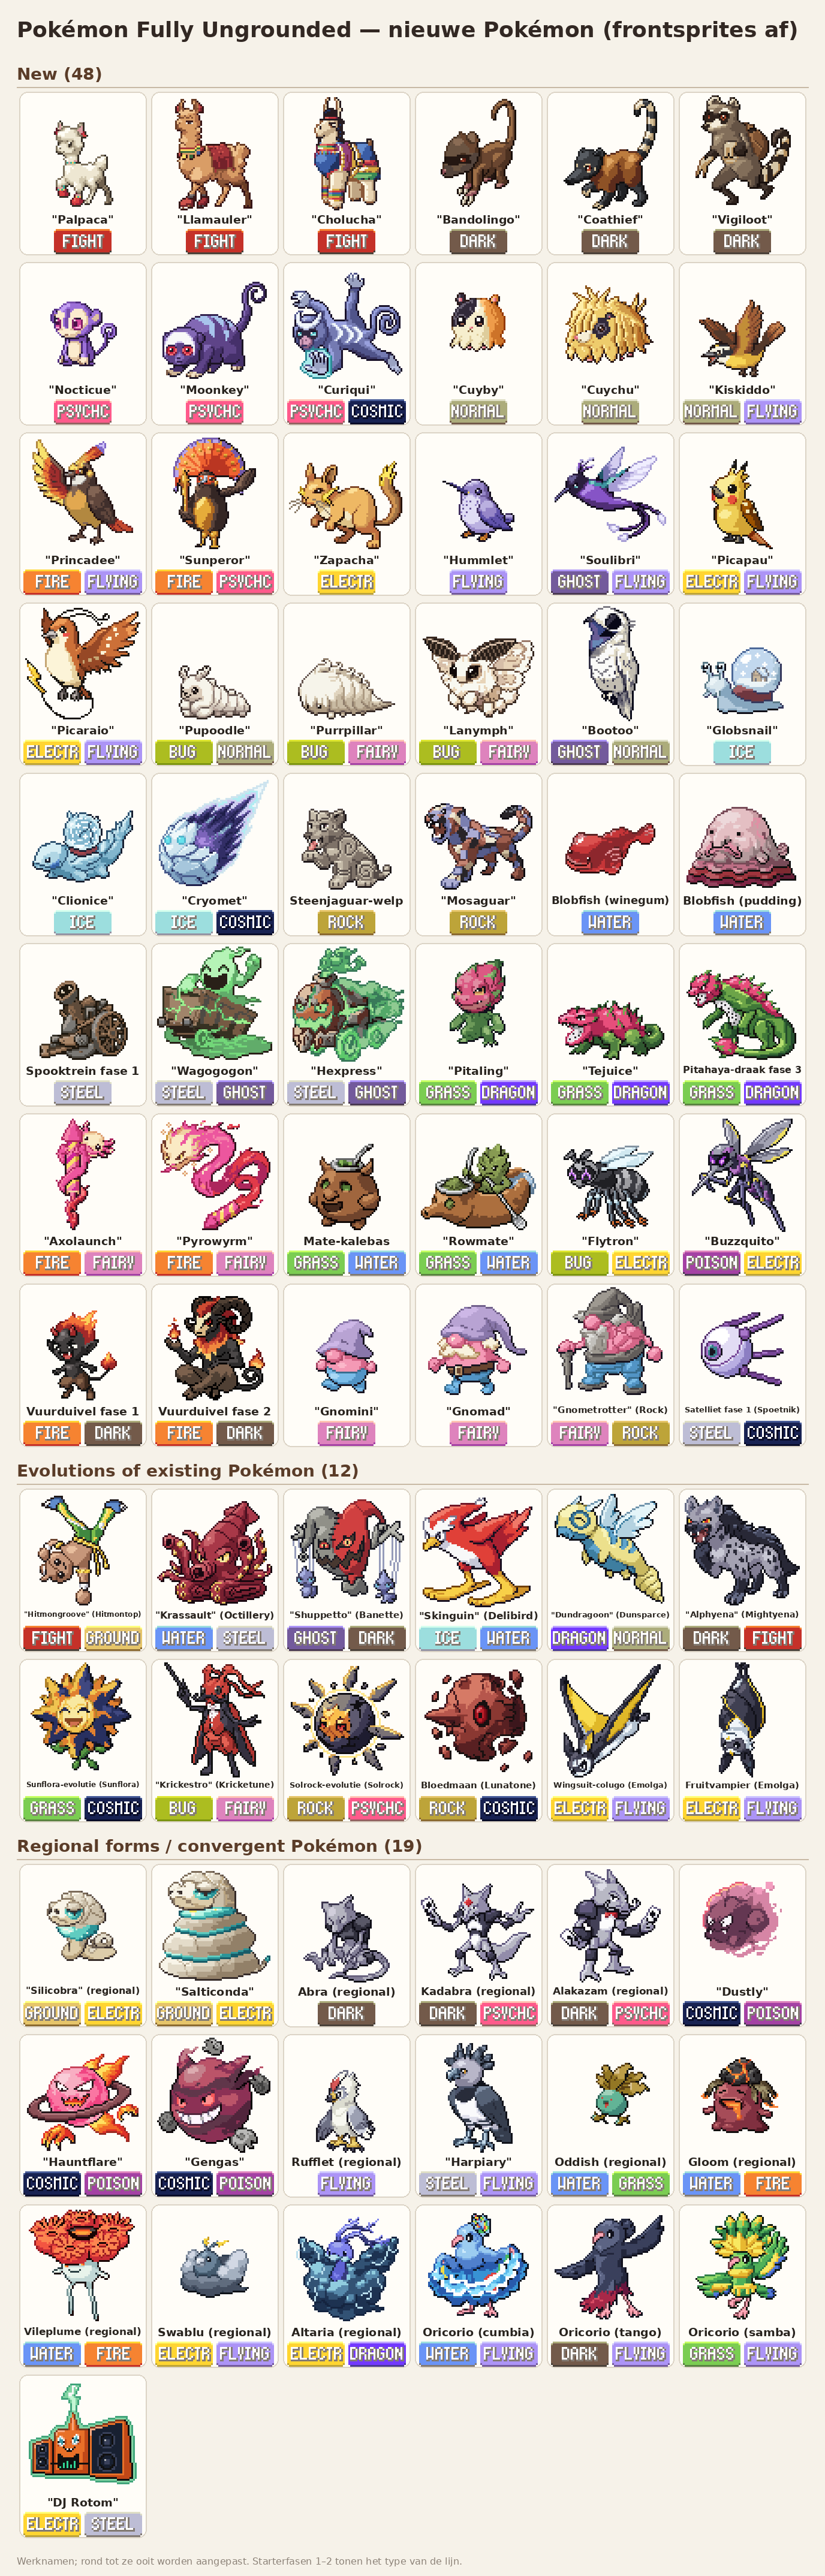 Pokémon Fully Ungrounded — nieuwe Pokémon (frontsprites af)
New (48)
"Palpaca" "Llamauler" "Cholucha" "Bandolingo" "Coathief" "Vigiloot"
FIGHT FIGHT FIGHT DARK DARK DARK
"Nocticue" "Moonkey" "Curiqui" "Cuyby" "Cuychu" "Kiskiddo"
PSYCHC PSYCHC PSYCHC COSMIC NORMAL NORMAL NORMAL FLYING
"Princadee" "Sunperor" "Zapacha" "Hummlet" "Soulibri" "Picapau"
FIRE FLYING FIRE PSYCHC ELECTR FLYING GHOST FLYING ELECTR FLYING
"Picaraio" "Pupoodle" "Purrpillar" "Lanymph" "Bootoo" "Globsnail"
ELECTR FLYING BUG NORMAL BUG FAIRY BUG FAIRY GHOST NORMAL ICE
"Clionice" "Cryomet" Steenjaguar-welp "Mosaguar" Blobfish (winegum) Blobfish (pudding)
ICE ICE COSMIC ROCK ROCK WATER WATER
Spooktrein fase 1 "Wagogogon" "Hexpress" "Pitaling" "Tejuice" Pitahaya-draak fase 3
STEEL STEEL GHOST STEEL GHOST GRASS DRAGON GRASS DRAGON GRASS DRAGON
"Axolaunch" "Pyrowyrm" Mate-kalebas "Rowmate" "Flytron" "Buzzquito"
FIRE FAIRY FIRE FAIRY GRASS WATER GRASS WATER BUG ELECTR POISON ELECTR
Vuurduivel fase 1 Vuurduivel fase 2 "Gnomini" "Gnomad" "Gnometrotter" (Rock) Satelliet fase 1 (Spoetnik)
FIRE DARK FIRE DARK FAIRY FAIRY FAIRY ROCK STEEL COSMIC
Evolutions of existing Pokémon (12)
"Hitmongroove" (Hitmontop) "Krassault" (Octillery) "Shuppetto" (Banette) "Skinguin" (Delibird) "Dundragoon" (Dunsparce) "Alphyena" (Mightyena)
FIGHT GROUND WATER STEEL GHOST DARK ICE WATER DRAGON NORMAL DARK FIGHT
Sunflora-evolutie (Sunflora) "Krickestro" (Kricketune) Solrock-evolutie (Solrock) Bloedmaan (Lunatone) Wingsuit-colugo (Emolga) Fruitvampier (Emolga)
GRASS COSMIC BUG FAIRY ROCK PSYCHC ROCK COSMIC ELECTR FLYING ELECTR FLYING
Regional forms / convergent Pokémon (19)
"Silicobra" (regional) "Salticonda" Abra (regional) Kadabra (regional) Alakazam (regional) "Dustly"
GROUND ELECTR GROUND ELECTR DARK DARK PSYCHC DARK PSYCHC COSMIC POISON
"Hauntflare" "Gengas" Rufflet (regional) "Harpiary" Oddish (regional) Gloom (regional)
COSMIC POISON COSMIC POISON FLYING STEEL FLYING WATER GRASS WATER FIRE
Vileplume (regional) Swablu (regional) Altaria (regional) Oricorio (cumbia) Oricorio (tango) Oricorio (samba)
WATER FIRE ELECTR FLYING ELECTR DRAGON WATER FLYING DARK FLYING GRASS FLYING
"DJ Rotom"
ELECTR STEEL
Werknamen; rond tot ze ooit worden aangepast. Starterfasen 1–2 tonen het type van de lijn.